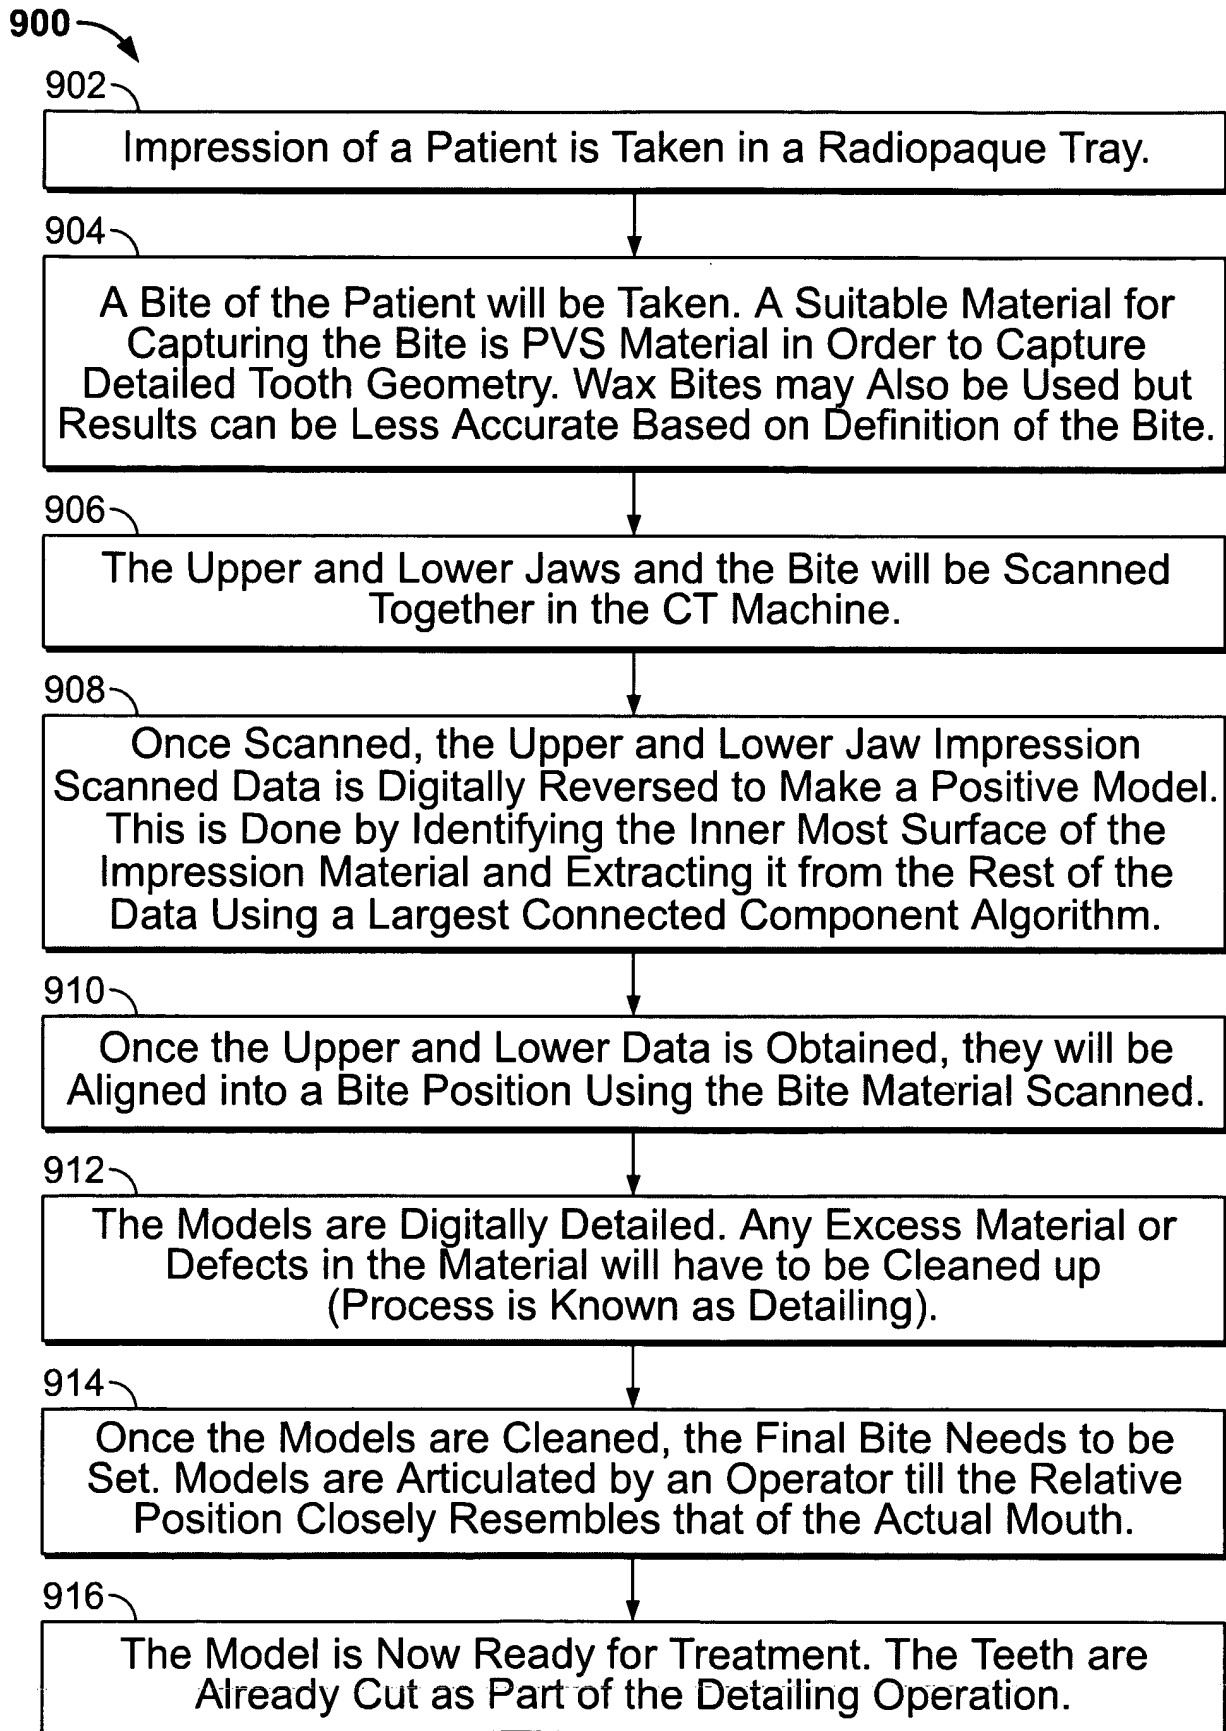 900
902
Impression of a Patient is Taken in a Radiopaque Tray.
904
A Bite of the Patient will be Taken. A Suitable Material for
Capturing the Bite is PVS Material in Order to Capture
Detailed Tooth Geometry. Wax Bites may Also be Used but
Results can be Less Accurate Based on Definition of the Bite.
906
The Upper and Lower Jaws and the Bite will be Scanned
Together in the CT Machine.
908
Once Scanned, the Upper and Lower Jaw Impression
Scanned Data is Digitally Reversed to Make a Positive Model.
This is Done by Identifying the Inner Most Surface of the
Impression Material and Extracting it from the Rest of the
Data Using a Largest Connected Component Algorithm.
910
Once the Upper and Lower Data is Obtained, they will be
Aligned into a Bite Position Using the Bite Material Scanned.
912
The Models are Digitally Detailed. Any Excess Material or
Defects in the Material will have to be Cleaned up
(Process is Known as Detailing).
914
Once the Models are Cleaned, the Final Bite Needs to be
Set. Models are Articulated by an Operator till the Relative
Position Closely Resembles that of the Actual Mouth.
916
The Model is Now Ready for Treatment. The Teeth are
Already Cut as Part of the Detailing Operation.